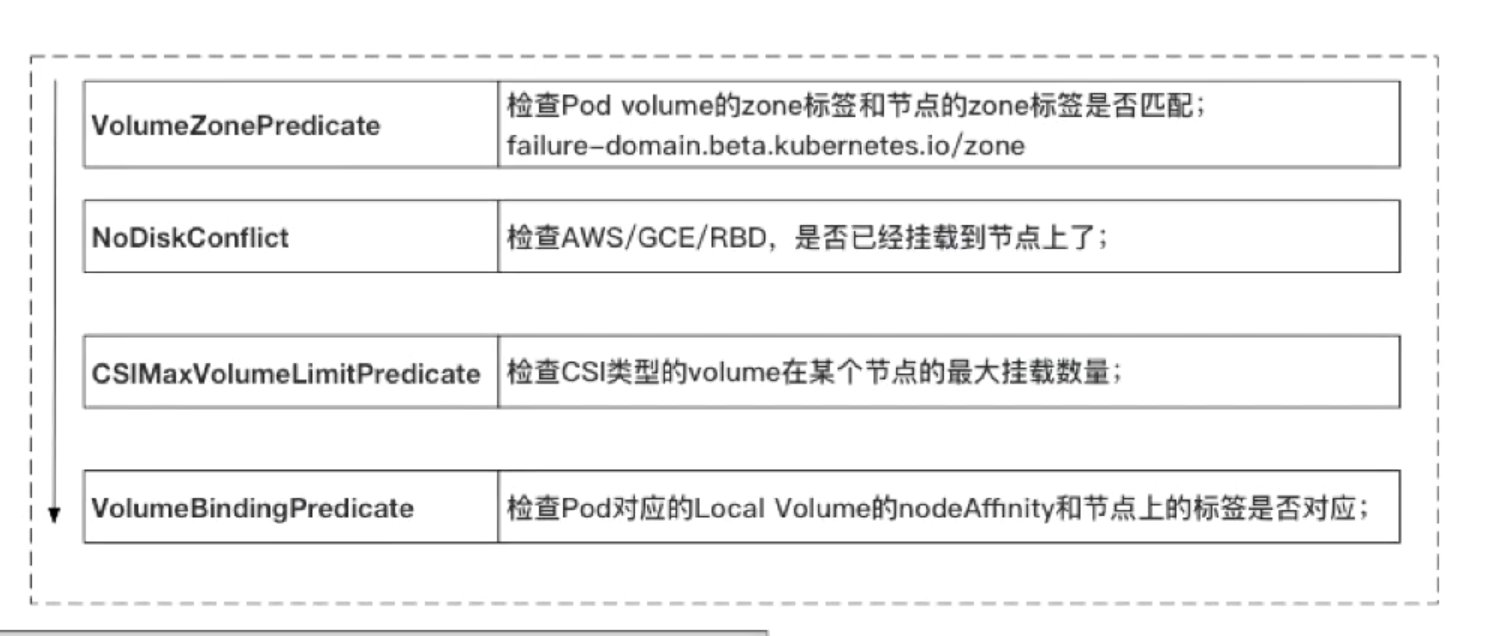 VolumeZonePredicate
检查Pod volume的zone标签和节点的zone标签是否匹配；
failure-domain.beta.kubernetes.io/zone
NoDiskConflict
检查AWS/GCE/RBD，是否已经挂载到节点上了；
CSIMaxVolumeLimitPredicate
检查CSI类型的volume在某个节点的最大挂载数量；
VolumeBindingPredicate
检查Pod对应的Local Volume的nodeAffinity和节点上的标签是否对应；